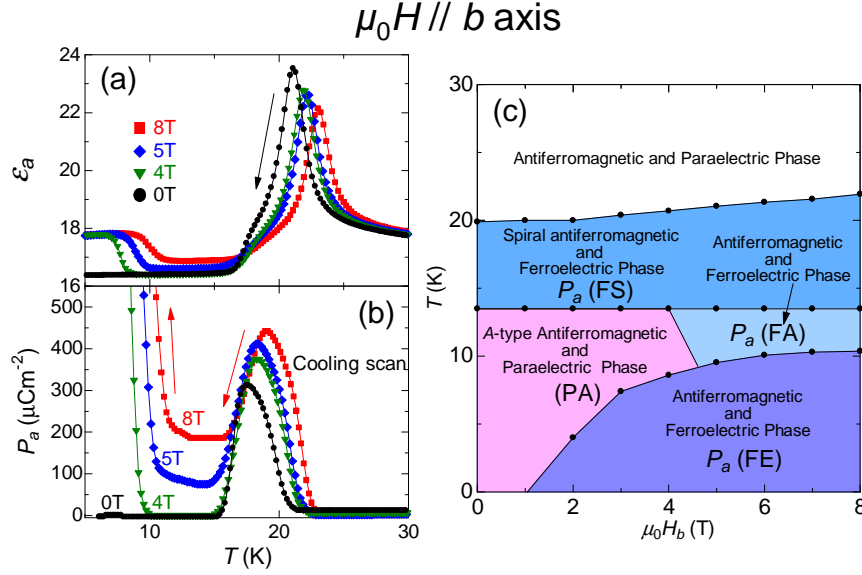 μ₀H // b axis
(a)
24
22
20
18
16
εₐ
8T
5T
4T
0T
(b)
500
400
300
200
100
0
Pₐ (μCm⁻²)
Cooling scan
8T
5T
0T
4T
10
20
30
T (K)
(c)
30
20
10
0
T (K)
Antiferromagnetic and Paraelectric Phase
Spiral antiferromagnetic
and
Ferroelectric Phase
Pₐ (FS)
Antiferromagnetic
and
Ferroelectric Phase
Pₐ (FA)
A-type Antiferromagnetic
and
Paraelectric Phase
(PA)
Antiferromagnetic
and
Ferroelectric Phase
Pₐ (FE)
0
2
4
6
8
μ₀H_b (T)